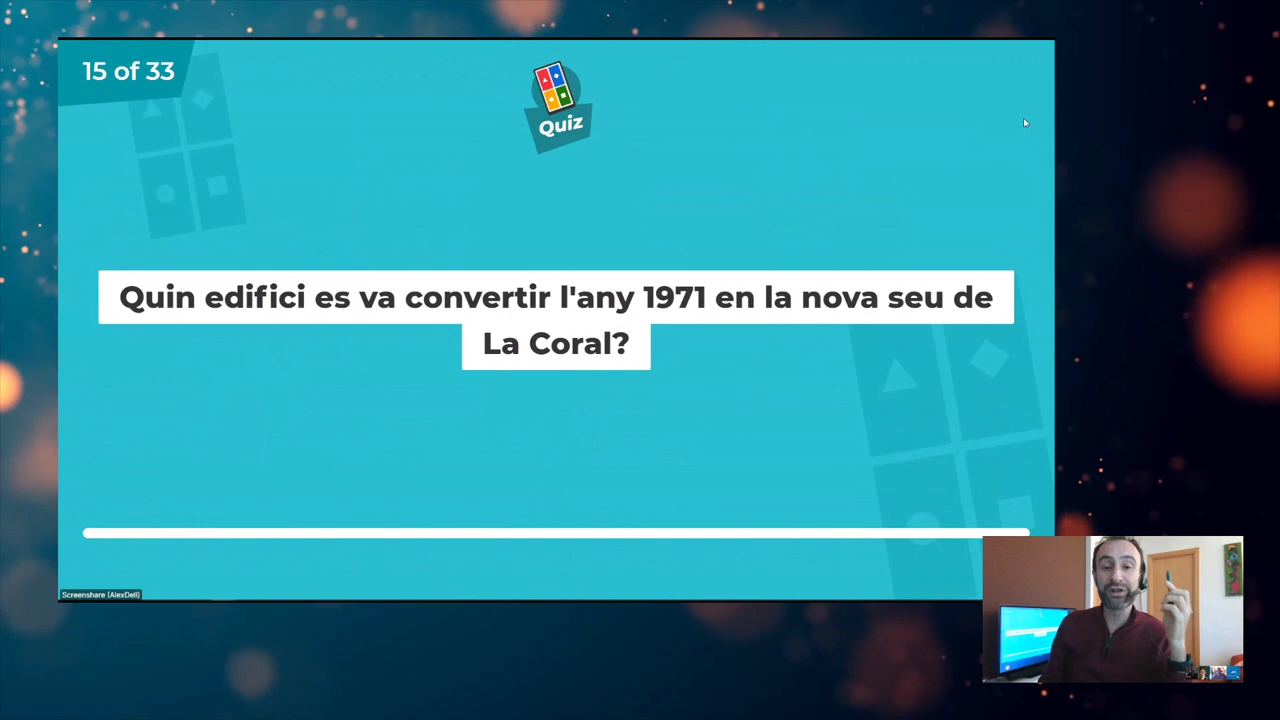 15 of 33
Quiz
Quin edifici es va convertir l'any 1971 en la nova seu de
La Coral?
Screenshare (AlexDell)